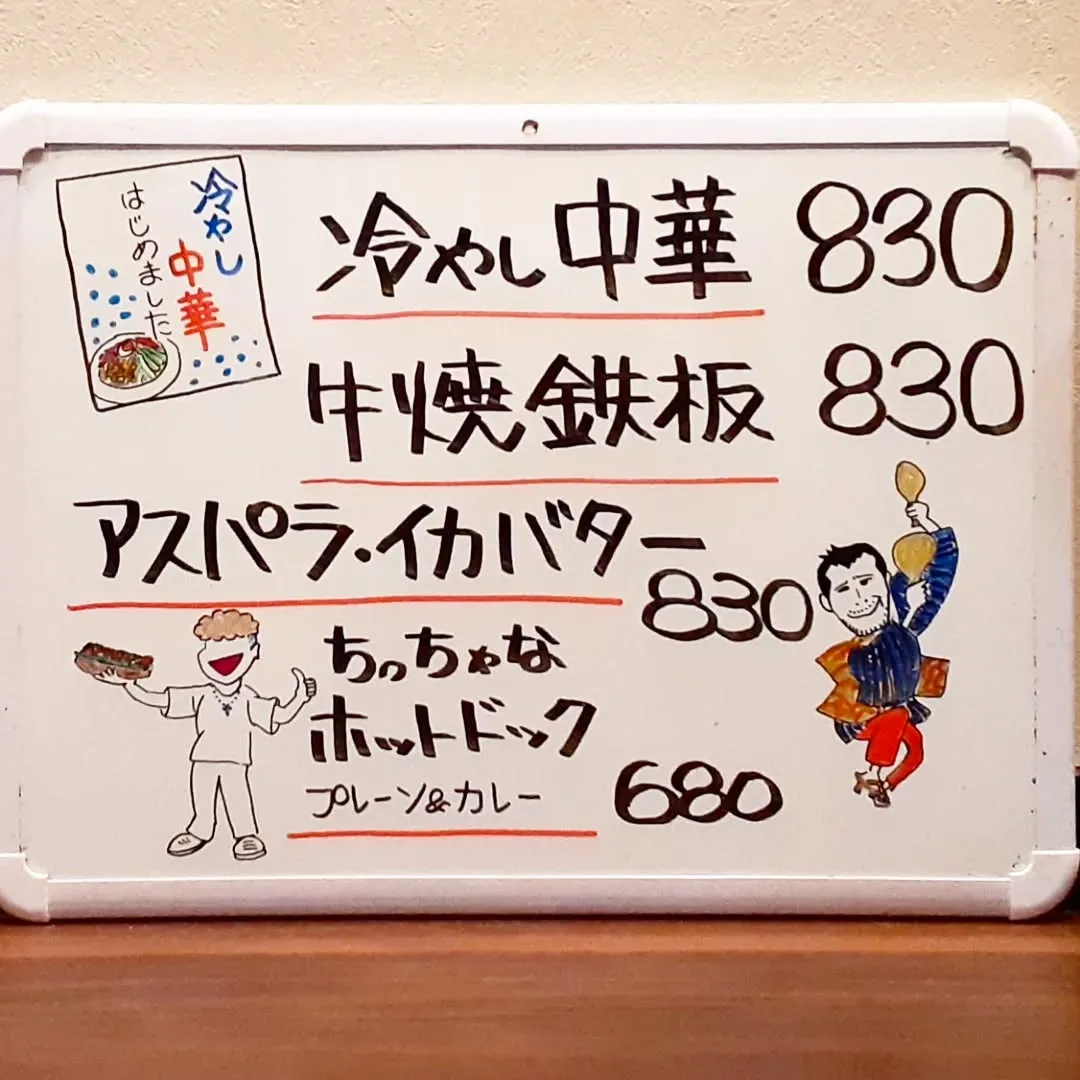 冷やし
中華
はじめました
冷やし中華 830
牛焼鉄板 830
アスパラ・イカバター
830
ちっちゃな
ホットドック
プレーン&カレー 680